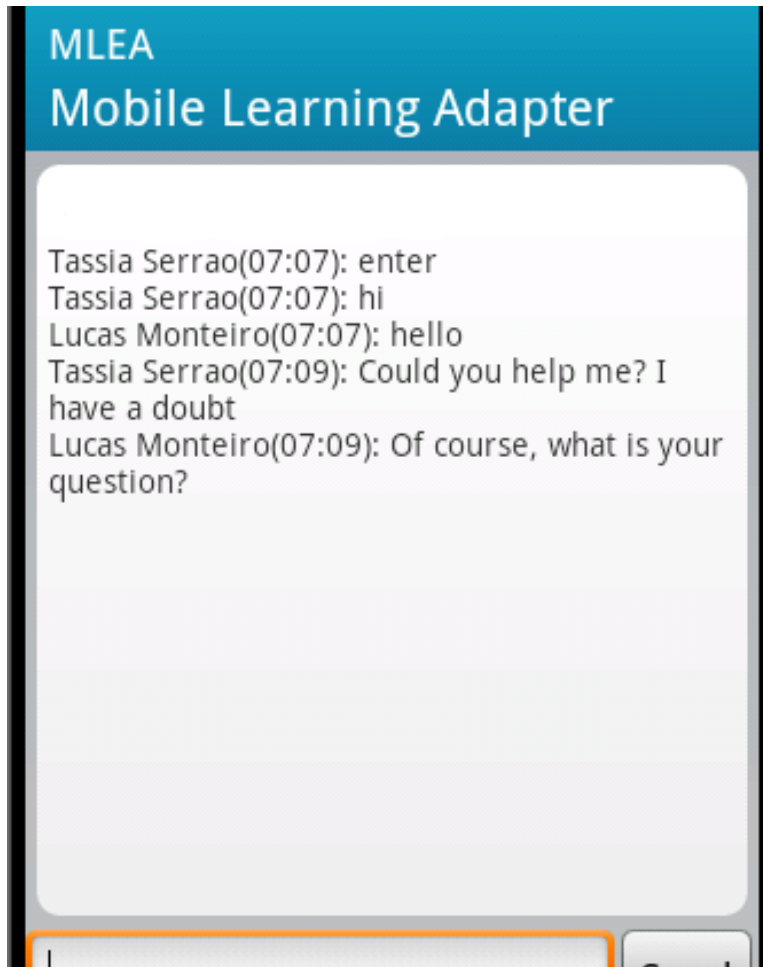 MLEA
Mobile Learning Adapter
Tassia Serrao(07:07): enter
Tassia Serrao(07:07): hi
Lucas Monteiro(07:07): hello
Tassia Serrao(07:09): Could you help me? I
have a doubt
Lucas Monteiro(07:09): Of course, what is your
question?